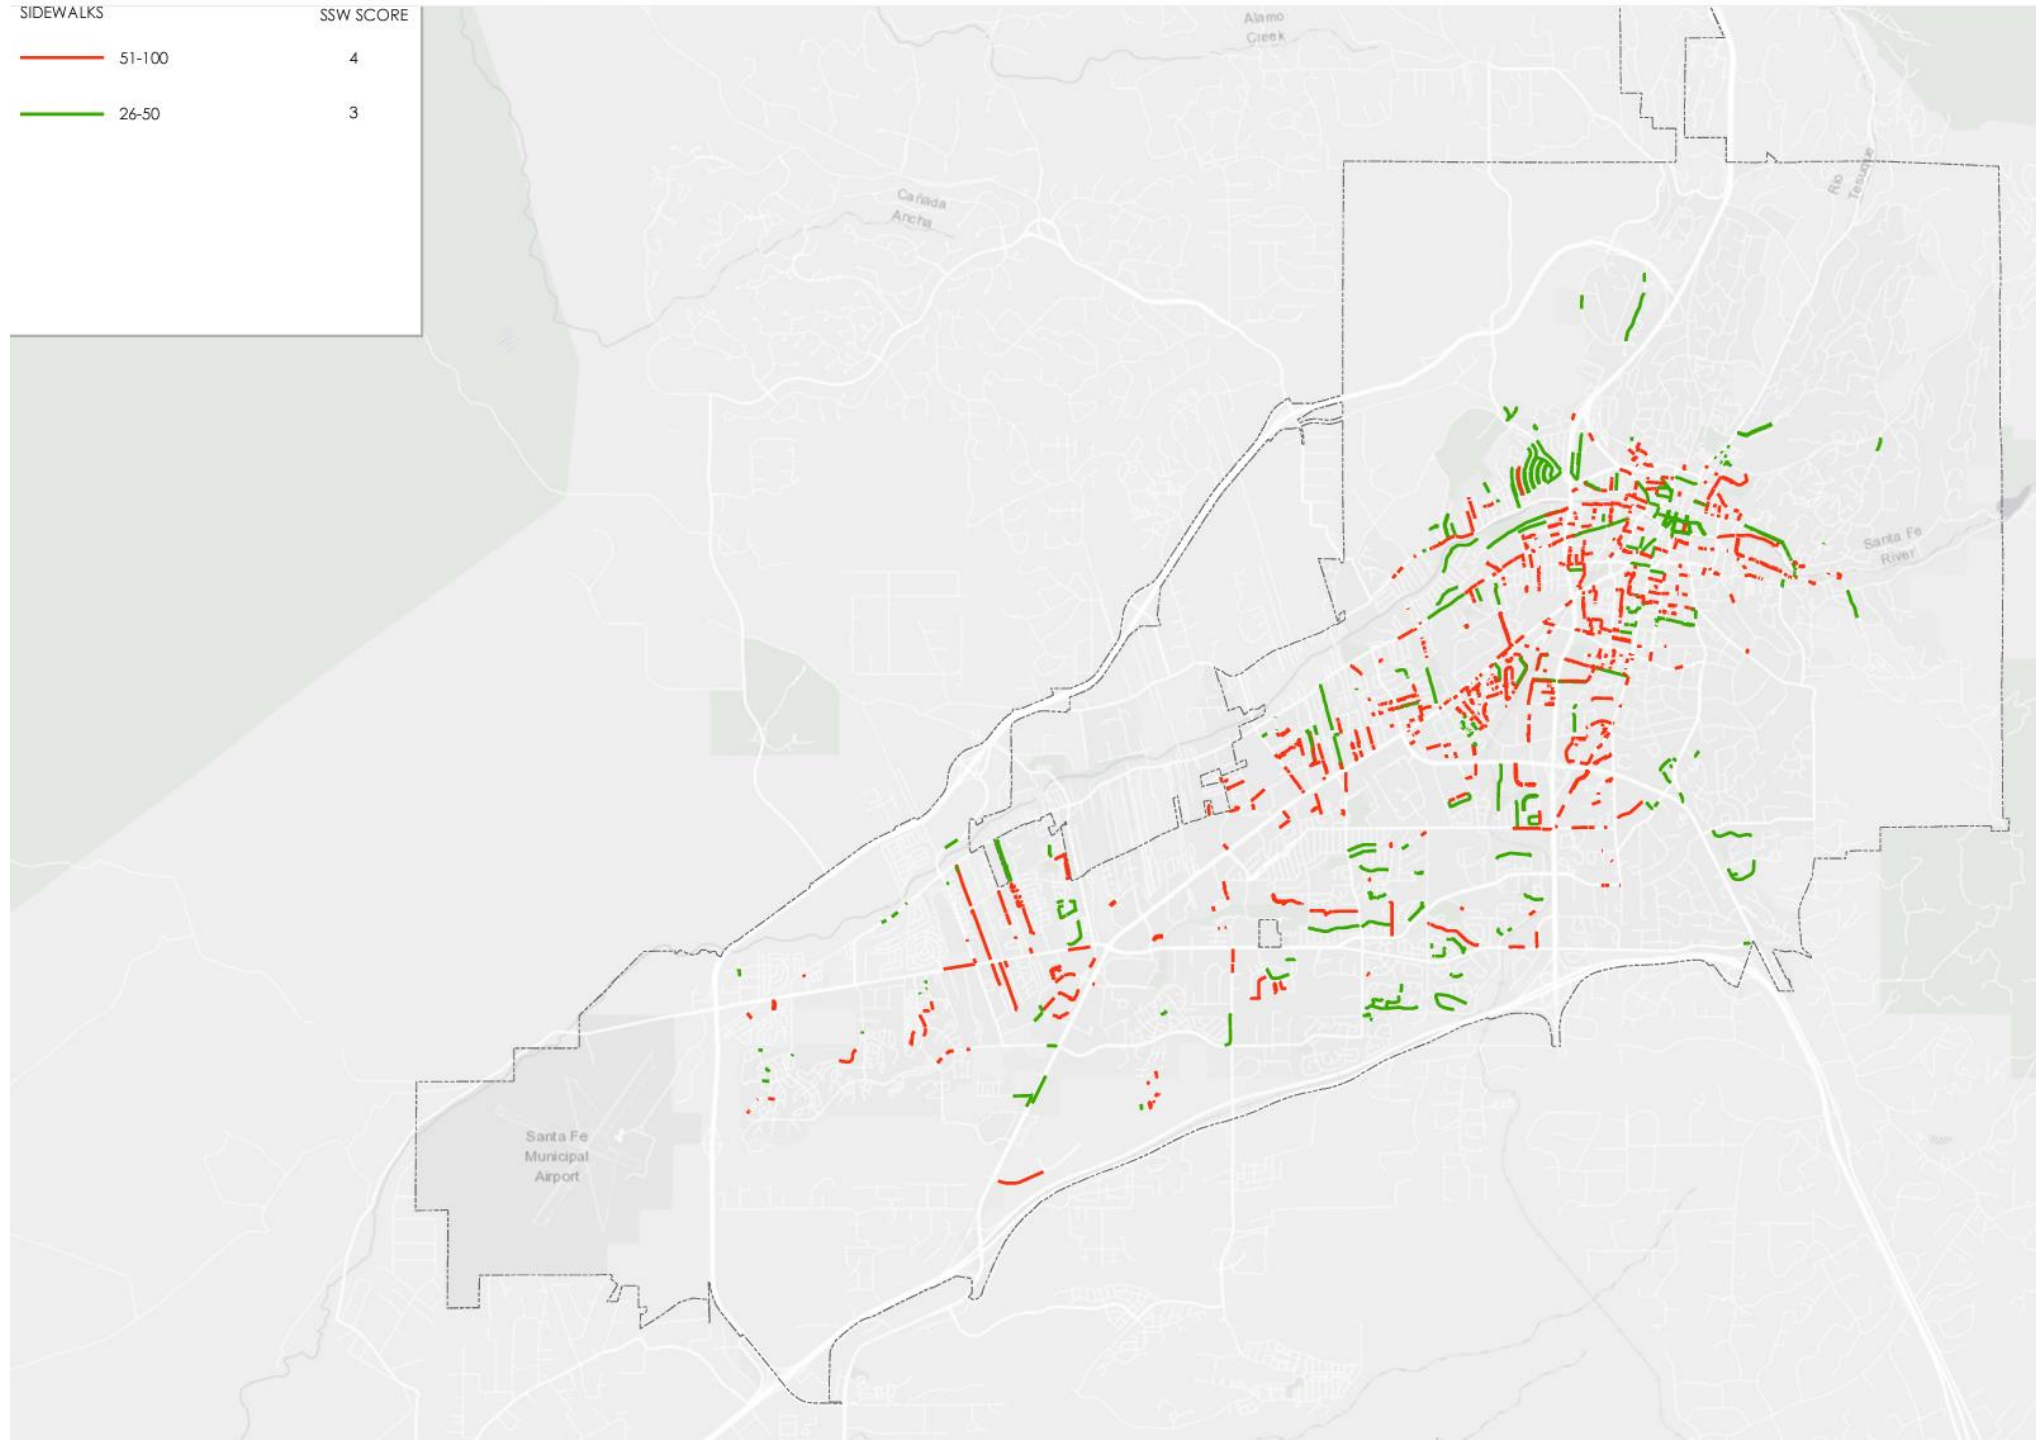 SIDEWALKS SSW SCORE
51-100 4
26-50 3
Alamo
Creek
Cañada
Ancha
Rio
Tesuque
Santa Fe
River
Santa Fe
Municipal
Airport